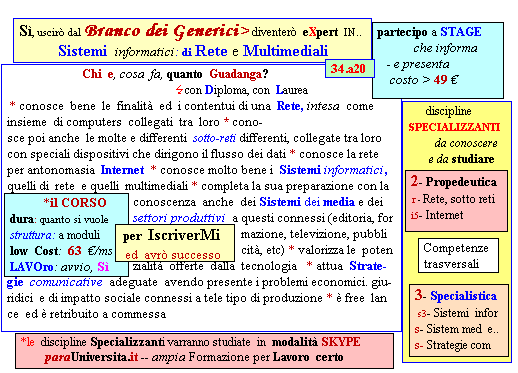 Sì, uscirò dal Branco dei Generici> diventerò eXpert IN..
Sistemi informatici: di Rete e Multimediali
partecipo a STAGE
che informa
- e presenta
costo > 49 €
34.a20
Chi e, cosa fa, quanto Guadanga?
con Diploma, con Laurea
* conosce bene le finalità ed i contentui di una Rete, intesa come
insieme di computers collegati tra loro * cono-
sce poi anche le molte e differenti sotto-reti differenti, collegate tra loro
con speciali dispositivi che dirigono il flusso dei dati * conosce la rete
per antonomasia Internet * conosce molto bene i Sistemi informatici,
quelli di rete e quelli multimediali * completa la sua preparazione con la
conoscenza anche dei Sistemi dei media e dei
settori produttivi a questi connessi (editoria, for
mazione, televisione, pubbli
cità, etc) * valorizza le poten
zialità offerte dalla tecnologia * attua Strate-
gie comunicative adeguate avendo presente i problemi economici. giu-
ridici e di impatto sociale connessi a tele tipo di produzione * è free lan
ce ed è retribuito a commessa
*il CORSO
dura: quanto si vuole
struttura: a moduli
low Cost: 63 €/ms
LAVOro: avvio, Sì
per IscriverMi
ed avrò successo
discipline
SPECIALIZZANTI
da conoscere
e da studiare
2- Propedeutica
r - Rete, sotto reti
i5- Internet
Competenze
trasversali
3- Specialistica
s3- Sistemi infor
s- Sistem med e..
s- Strategie com
*le discipline Specializzanti varranno studiate in modalità SKYPE
paraUniversita.it -- ampia Formazione per Lavoro certo